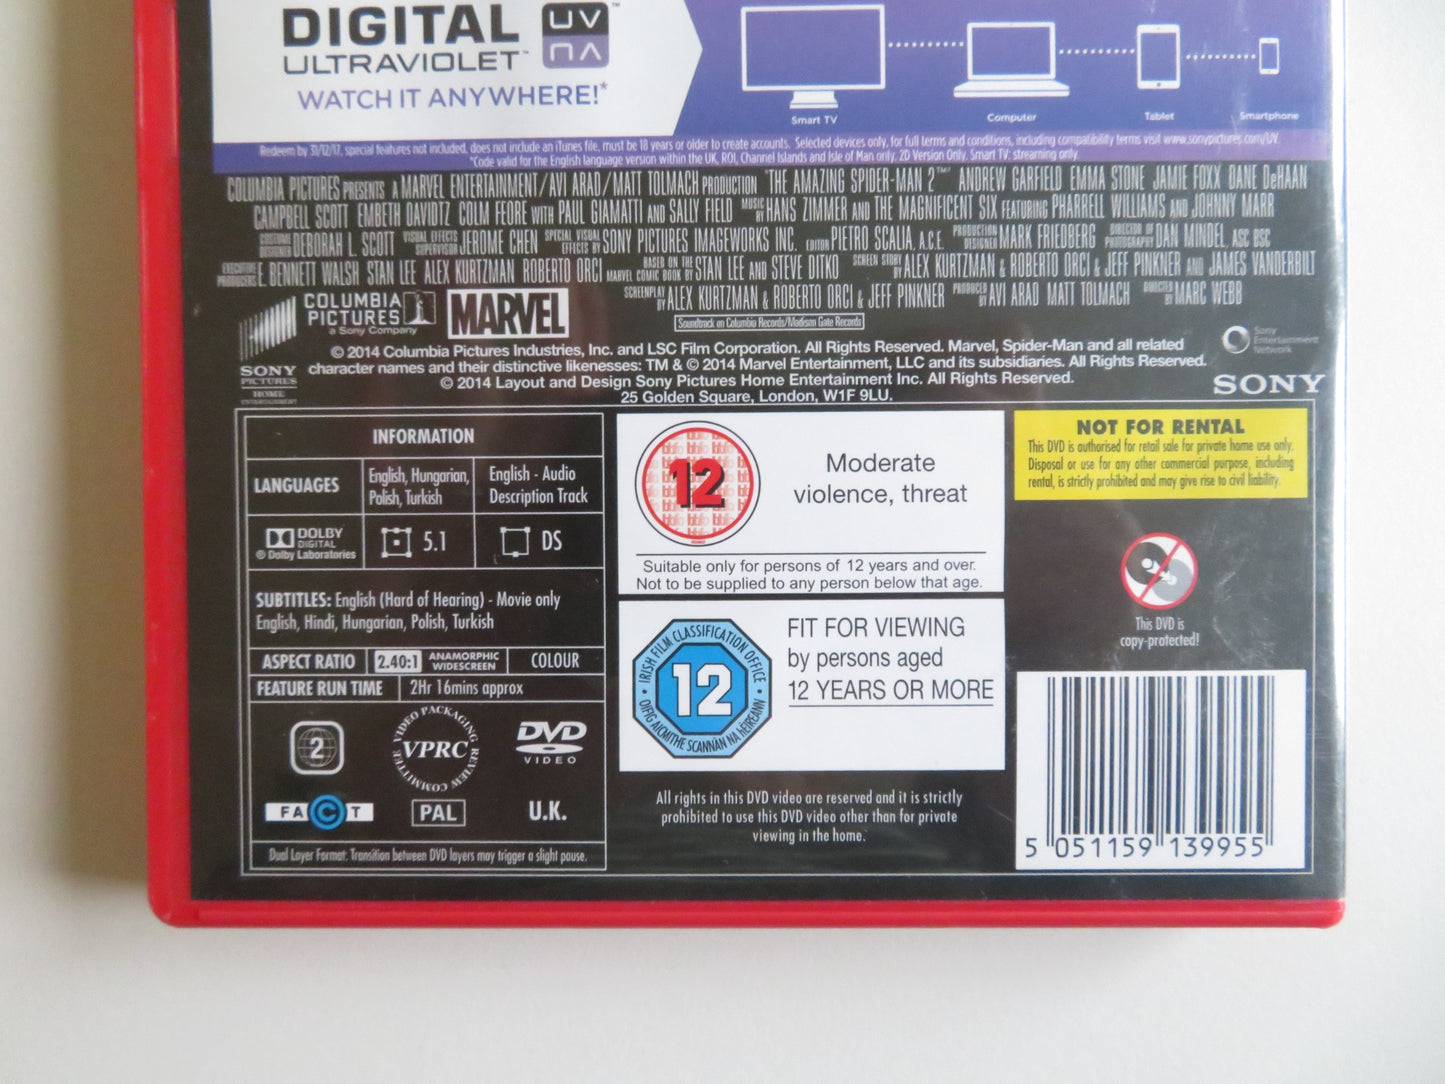 DIGITAL
ULTRAVIOLET™
UV
UV
WATCH IT ANYWHERE!*
Smart TV
Computer
Tablet
Smartphone
Redeem by 31/12/17, special features not included, does not include an iTunes file, must be 18 years or older to create accounts. Selected devices only, for full terms and conditions, including compatibility terms visit www.sonypictures.com/UV.
*Code valid for the English language version within the UK, ROI, Channel Islands and Isle of Man only. 2D Version Only. Smart TV: streaming only.
COLUMBIA PICTURES PRESENTS A MARVEL ENTERTAINMENT/AVI ARAD/MATT TOLMACH PRODUCTION "THE AMAZING SPIDER-MAN 2"™ ANDREW GARFIELD EMMA STONE JAMIE FOXX DANE DeHAAN
CAMPBELL SCOTT EMBETH DAVIDTZ COLM FEORE WITH PAUL GIAMATTI AND SALLY FIELD MUSIC BY HANS ZIMMER AND THE MAGNIFICENT SIX FEATURING PHARRELL WILLIAMS AND JOHNNY MARR
COSTUME DESIGNER DEBORAH L. SCOTT VISUAL EFFECTS SUPERVISOR JEROME CHEN SPECIAL VISUAL EFFECTS BY SONY PICTURES IMAGEWORKS INC. EDITOR PIETRO SCALIA, A.C.E. PRODUCTION DESIGNER MARK FRIEDBERG DIRECTOR OF PHOTOGRAPHY DAN MINDEL, ASC BSC
EXECUTIVE PRODUCERS E. BENNETT WALSH STAN LEE ALEX KURTZMAN ROBERTO ORCI BASED ON THE MARVEL COMIC BOOK BY STAN LEE AND STEVE DITKO SCREEN STORY BY ALEX KURTZMAN & ROBERTO ORCI & JEFF PINKNER AND JAMES VANDERBILT
SCREENPLAY BY ALEX KURTZMAN & ROBERTO ORCI & JEFF PINKNER PRODUCED BY AVI ARAD MATT TOLMACH DIRECTED BY MARC WEBB
COLUMBIA
PICTURES
a Sony Company
MARVEL
Soundtrack on Columbia Records/Madison Gate Records
SONY
PICTURES
HOME
ENTERTAINMENT
© 2014 Columbia Pictures Industries, Inc. and LSC Film Corporation. All Rights Reserved. Marvel, Spider-Man and all related
character names and their distinctive likenesses: TM & © 2014 Marvel Entertainment, LLC and its subsidiaries. All Rights Reserved.
© 2014 Layout and Design Sony Pictures Home Entertainment Inc. All Rights Reserved.
25 Golden Square, London, W1F 9LU.
Sony
Entertainment
Network
SONY
INFORMATION
LANGUAGES
English, Hungarian,
Polish, Turkish
English - Audio
Description Track
DOLBY
DIGITAL
® Dolby Laboratories
5.1
DS
SUBTITLES: English (Hard of Hearing) - Movie only
English, Hindi, Hungarian, Polish, Turkish
ASPECT RATIO
2.40:1
ANAMORPHIC
WIDESCREEN
COLOUR
FEATURE RUN TIME
2Hr 16mins approx
2
VIDEO PACKAGING REVIEW COMMITTEE
VPRC
DVD
VIDEO
FACT
PAL
U.K.
Dual Layer Format: Transition between DVD layers may trigger a slight pause.
12
Moderate
violence, threat
Suitable only for persons of 12 years and over.
Not to be supplied to any person below that age.
IRISH FILM CLASSIFICATION OFFICE
12
OIFIG AICMITHE SCANNÁN NA hÉIREANN
FIT FOR VIEWING
by persons aged
12 YEARS OR MORE
All rights in this DVD video are reserved and it is strictly
prohibited to use this DVD video other than for private
viewing in the home.
NOT FOR RENTAL
This DVD is authorised for retail sale for private home use only.
Disposal or use for any other commercial purpose, including
rental, is strictly prohibited and may give rise to civil liability.
This DVD is
copy-protected!
5 051159 139955